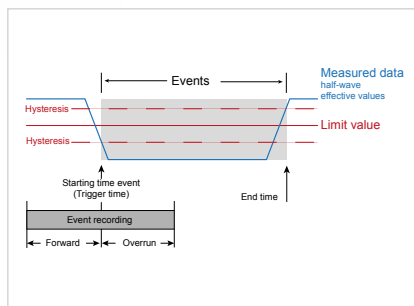 Events
Measured data
half-wave
effective values
Hysteresis
Limit value
Hysteresis
Starting time event
(Trigger time)
End time
Event recording
Forward
Overrun